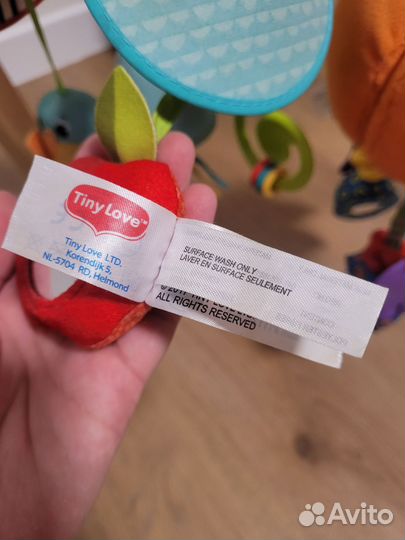 Tiny Love™
Tiny Love LTD.
Korendijk 5,
NL-5704 RD, Helmond
SURFACE WASH ONLY
LAVER EN SURFACE SEULEMENT
ALL RIGHTS RESERVED
Avito